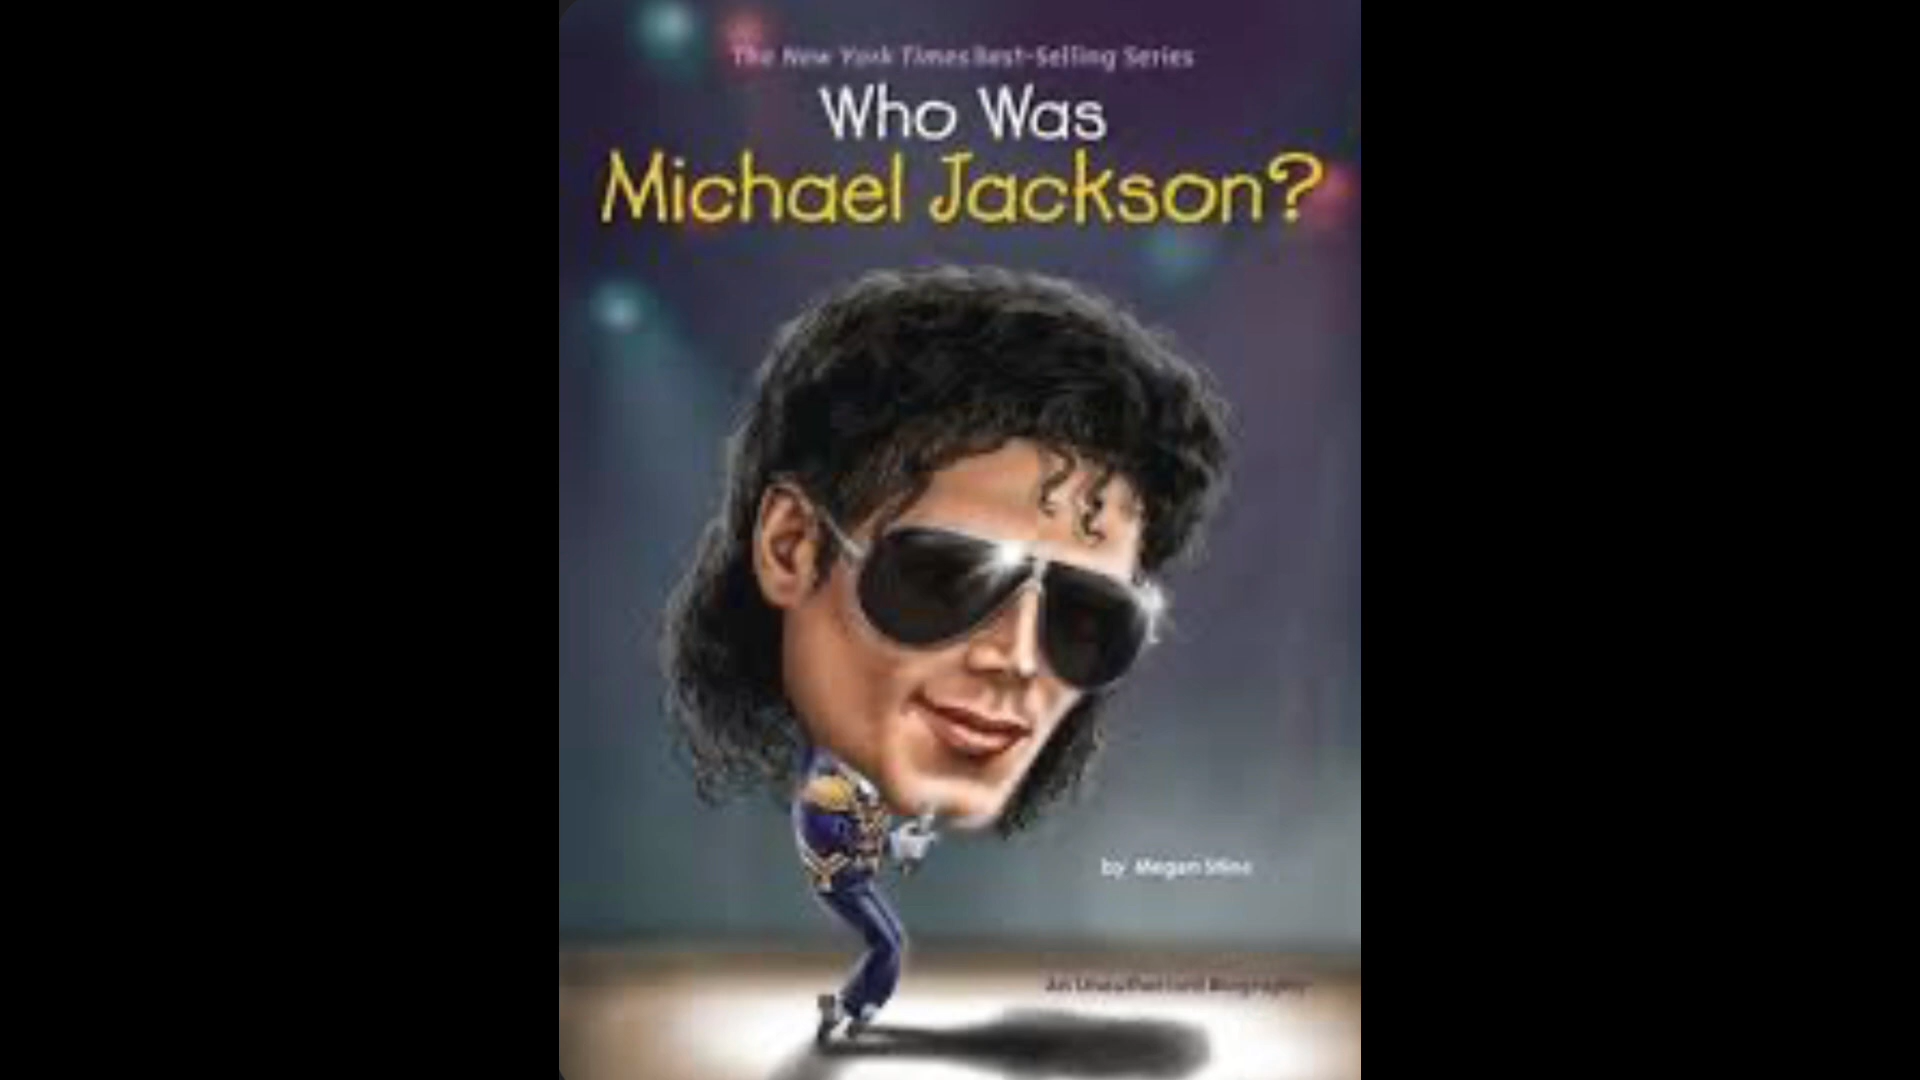 The New York Times Best-Selling Series
Who Was
Michael Jackson?
by Megan Stine
An Unauthorized Biography